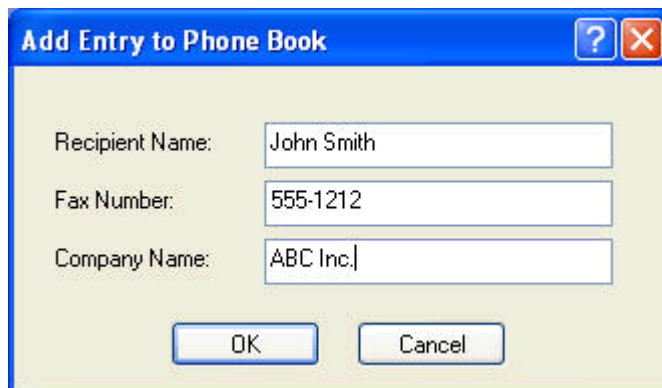 Add Entry to Phone Book ?
Recipient Name: John Smith
Fax Number: 555-1212
Company Name: ABC Inc.
OK Cancel